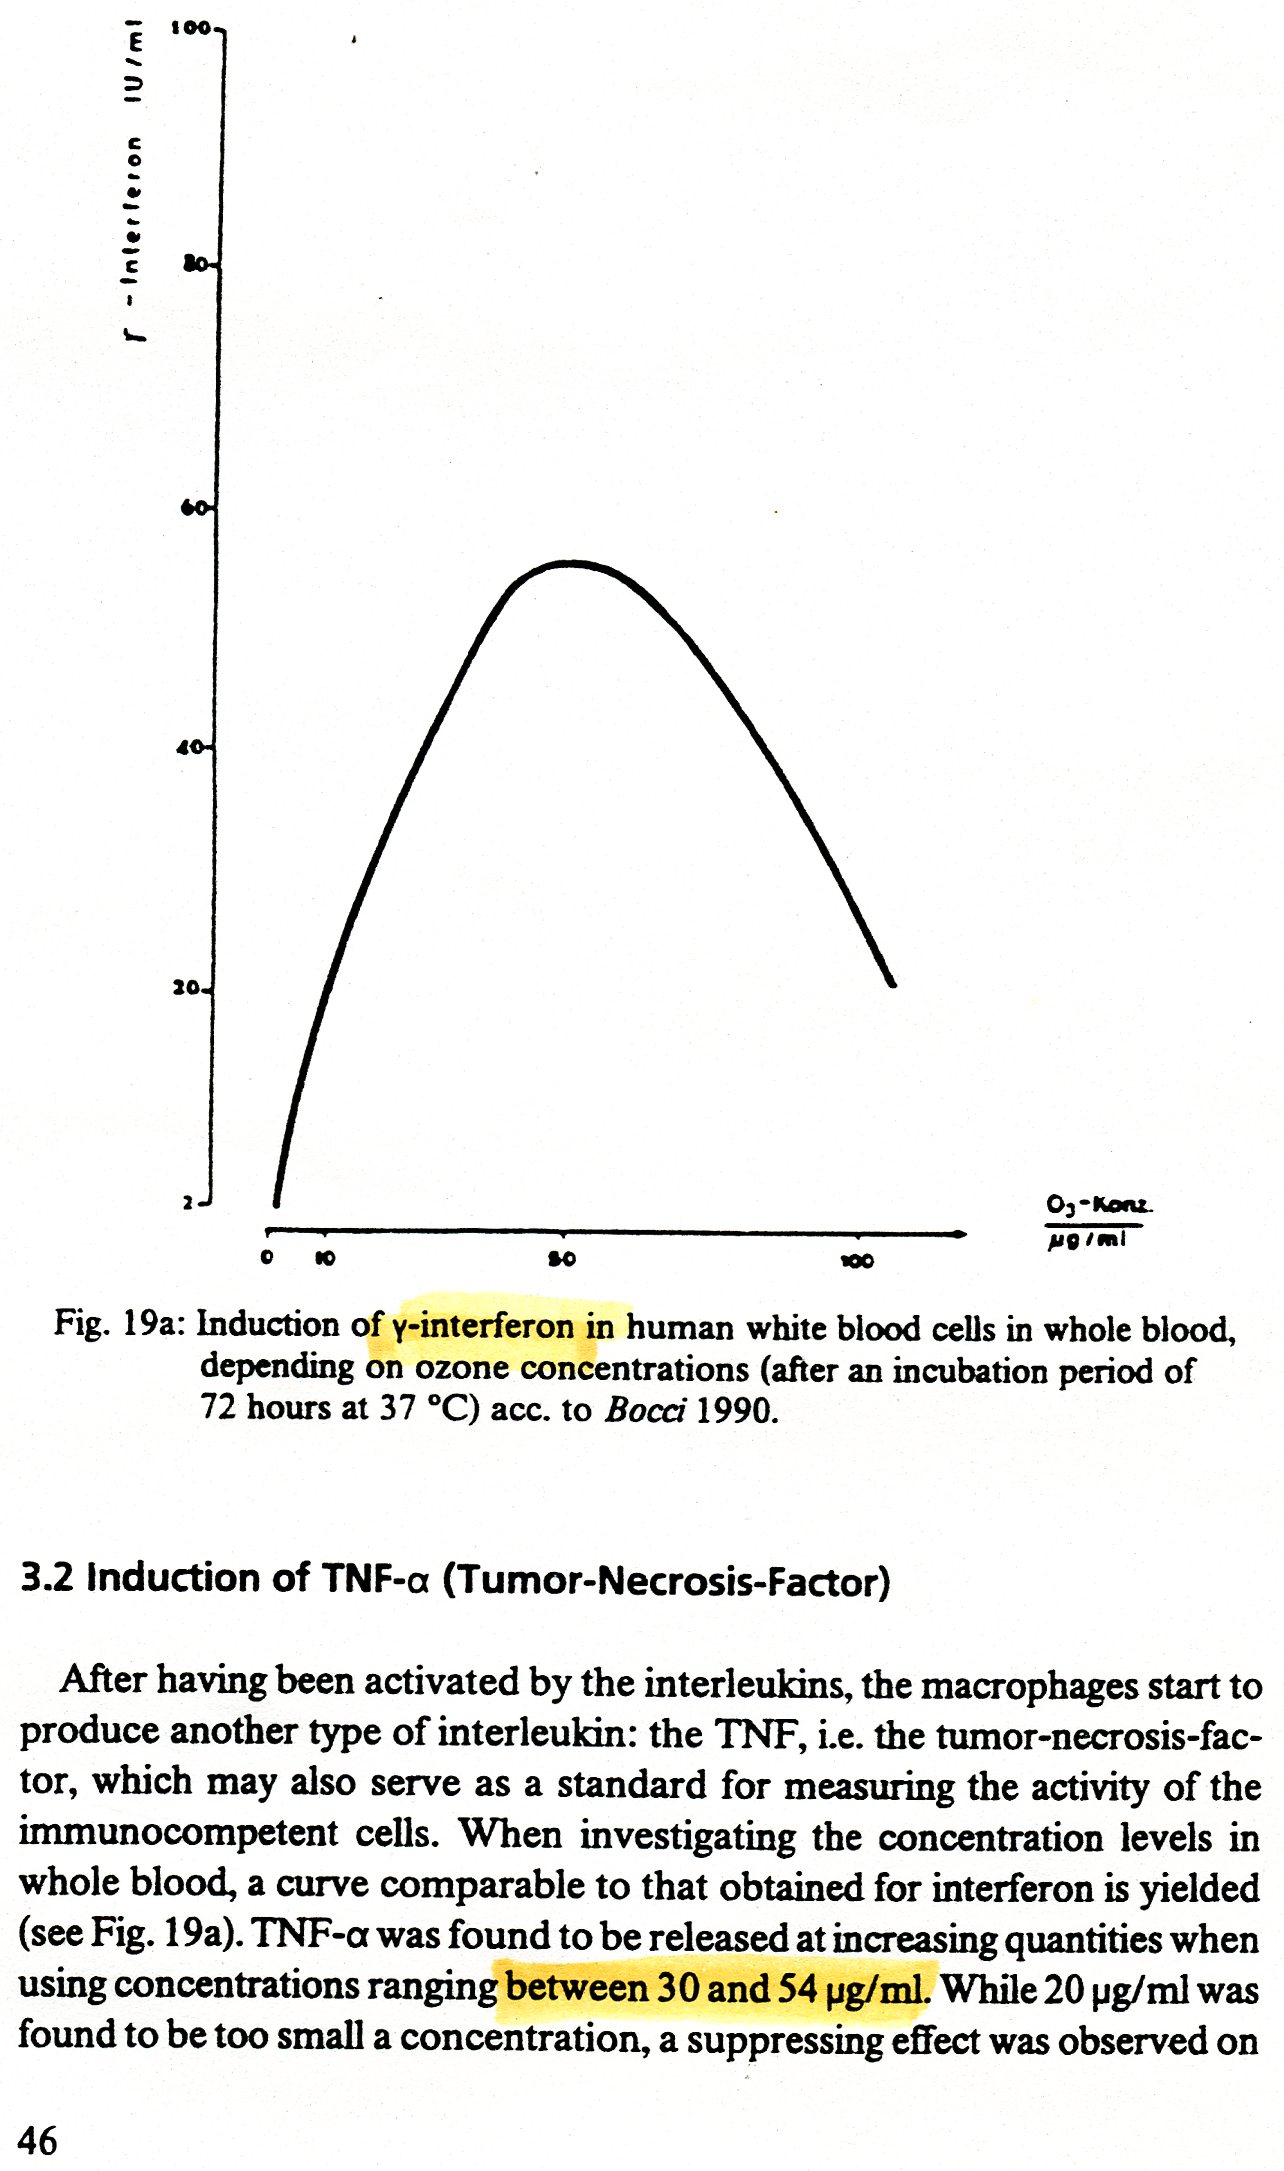 γ - Interferon IU/ml
100
80
60
40
20
2
0 10 50 100
O₃-Konz.
µg/ml
Fig. 19a: Induction of γ-interferon in human white blood cells in whole blood,
depending on ozone concentrations (after an incubation period of
72 hours at 37 °C) acc. to Bocci 1990.
3.2 Induction of TNF-α (Tumor-Necrosis-Factor)
After having been activated by the interleukins, the macrophages start to
produce another type of interleukin: the TNF, i.e. the tumor-necrosis-fac-
tor, which may also serve as a standard for measuring the activity of the
immunocompetent cells. When investigating the concentration levels in
whole blood, a curve comparable to that obtained for interferon is yielded
(see Fig. 19a). TNF-α was found to be released at increasing quantities when
using concentrations ranging between 30 and 54 µg/ml. While 20 µg/ml was
found to be too small a concentration, a suppressing effect was observed on
46